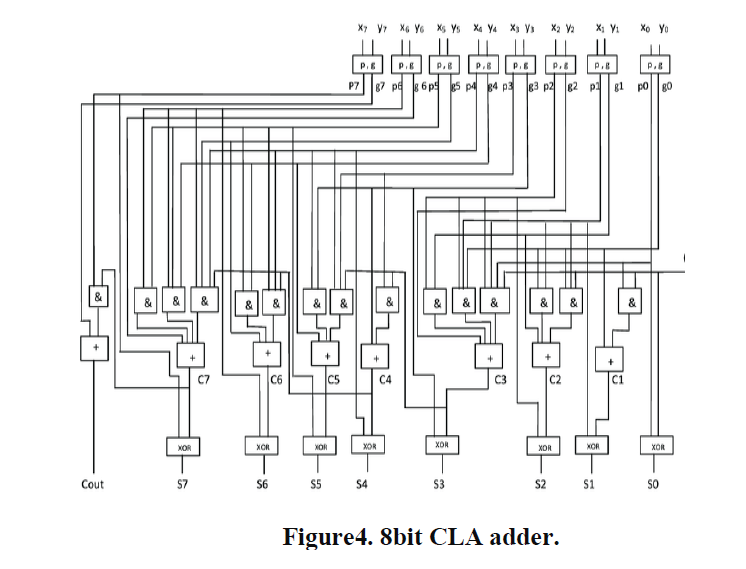 x7 y7 x6 y6 x5 y5 x4 y4 x3 y3 x2 y2 x1 y1 x0 y0
p,g p,g p,g p,g p,g p,g p,g p,g
P7 g7 p6 g6 p5 g5 p4 g4 p3 g3 p2 g2 p1 g1 p0 g0
& & & & & & & & & & & & & & &
+ + + + + + + + 
C7 C6 C5 C4 C3 C2 C1
XOR XOR XOR XOR XOR XOR XOR XOR
Cout S7 S6 S5 S4 S3 S2 S1 S0
Figure4. 8bit CLA adder.